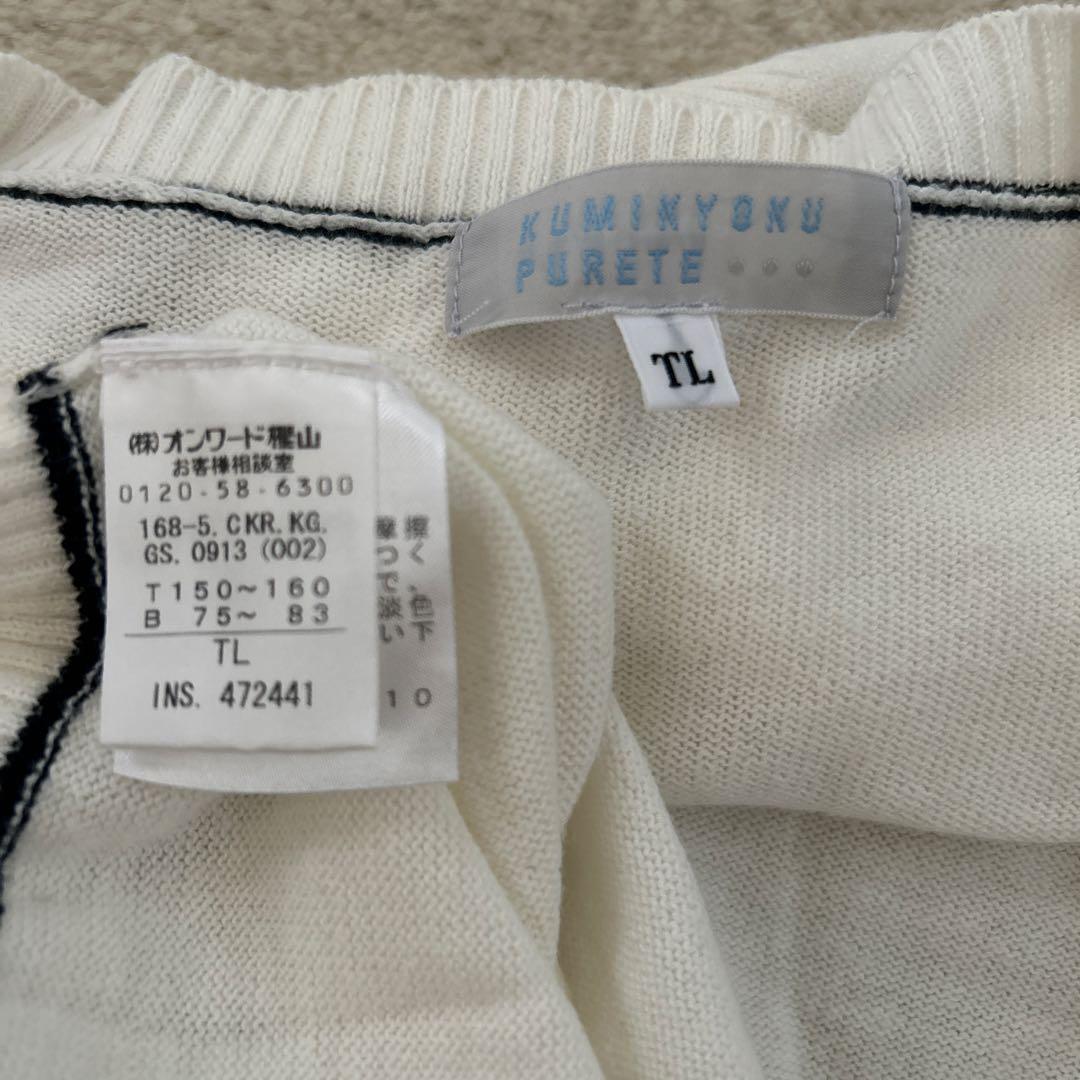 KUMIKYOKU
PURETE
TL
(株)オンワード樫山
お客様相談室
0120-58-6300
168-5. CKR. KG.
GS. 0913 (002)
T 150~160
B 75~ 83
TL
INS. 472441
擦く、色下
つで淡い
10